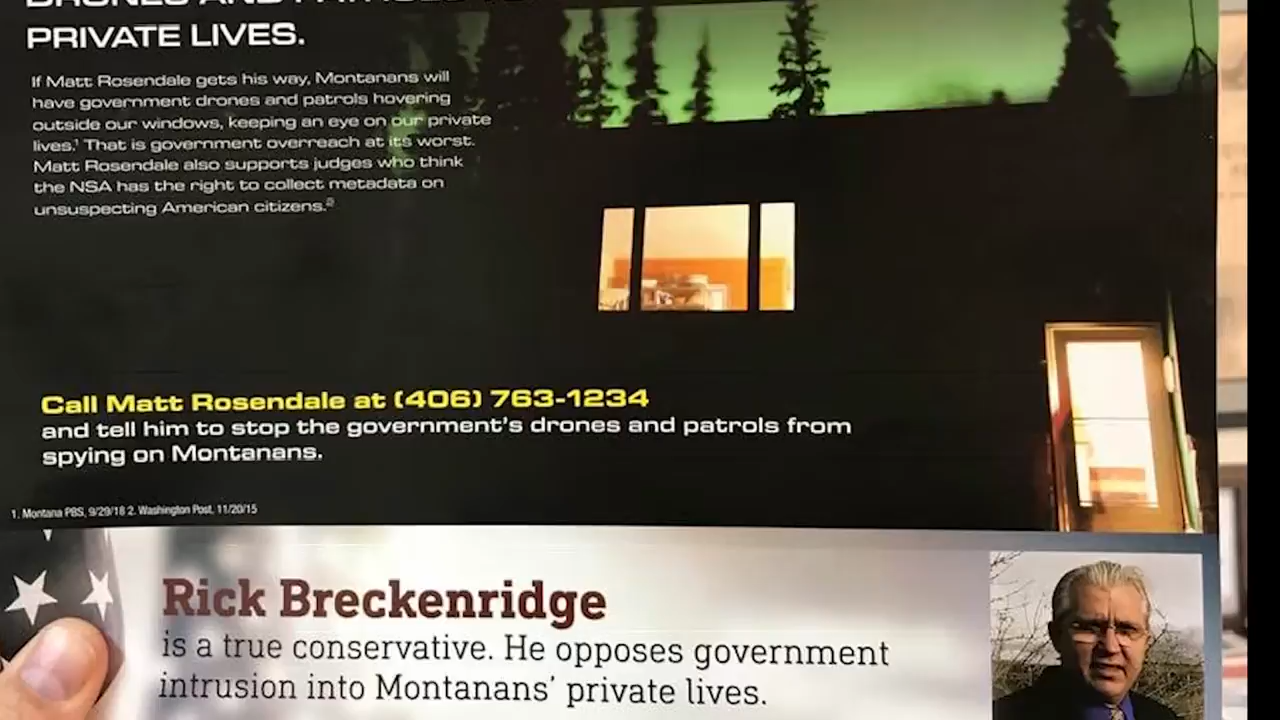 PRIVATE LIVES.
If Matt Rosendale gets his way, Montanans will
have government drones and patrols hovering
outside our windows, keeping an eye on our private
lives.¹ That is government overreach at its worst.
Matt Rosendale also supports judges who think
the NSA has the right to collect metadata on
unsuspecting American citizens.²
Call Matt Rosendale at (406) 763-1234
and tell him to stop the government's drones and patrols from
spying on Montanans.
1. Montana PBS, 9/29/18 2. Washington Post, 11/20/15
Rick Breckenridge
is a true conservative. He opposes government
intrusion into Montanans' private lives.